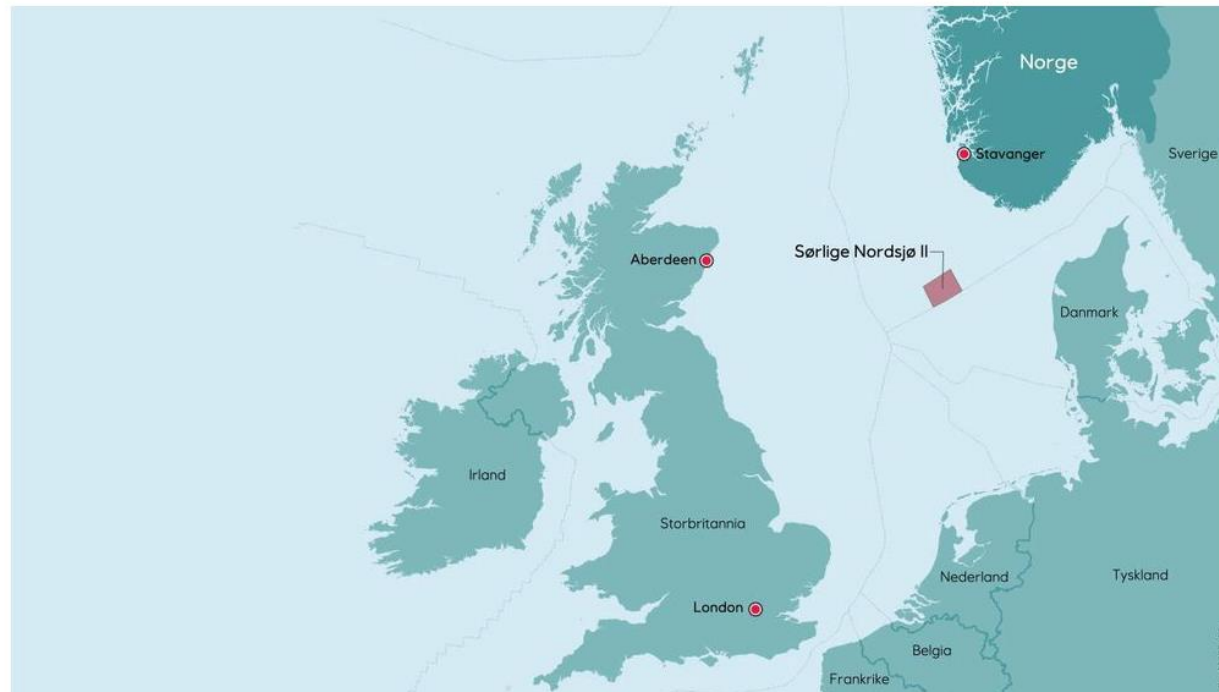 Norge
Stavanger
Sverige
Sørlige Nordsjø II
Aberdeen
Danmark
Irland
Storbritannia
Nederland
Tyskland
London
Belgia
Frankrike